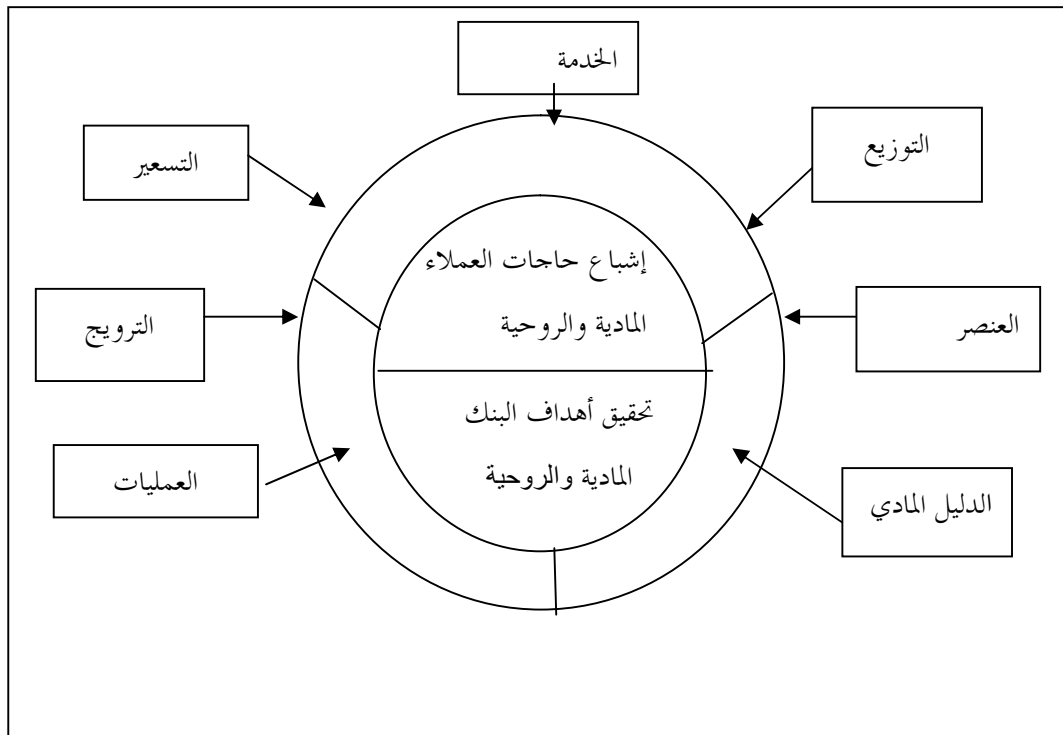 الخدمة
التوزيع
التسعير
إشباع حاجات العملاء
المادية والروحية
العنصر
الترويج
تحقيق أهداف البنك
المادية والروحية
الدليل المادي
العمليات